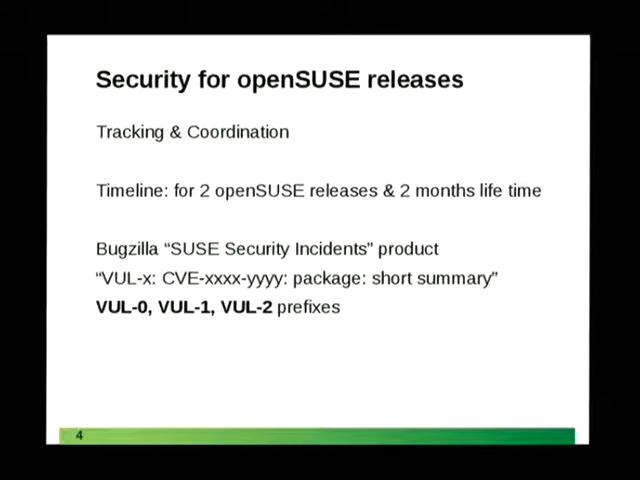 Security for openSUSE releases
Tracking & Coordination
Timeline: for 2 openSUSE releases & 2 months life time
Bugzilla “SUSE Security Incidents” product
“VUL-x: CVE-xxxx-yyyy: package: short summary”
VUL-0, VUL-1, VUL-2 prefixes
4